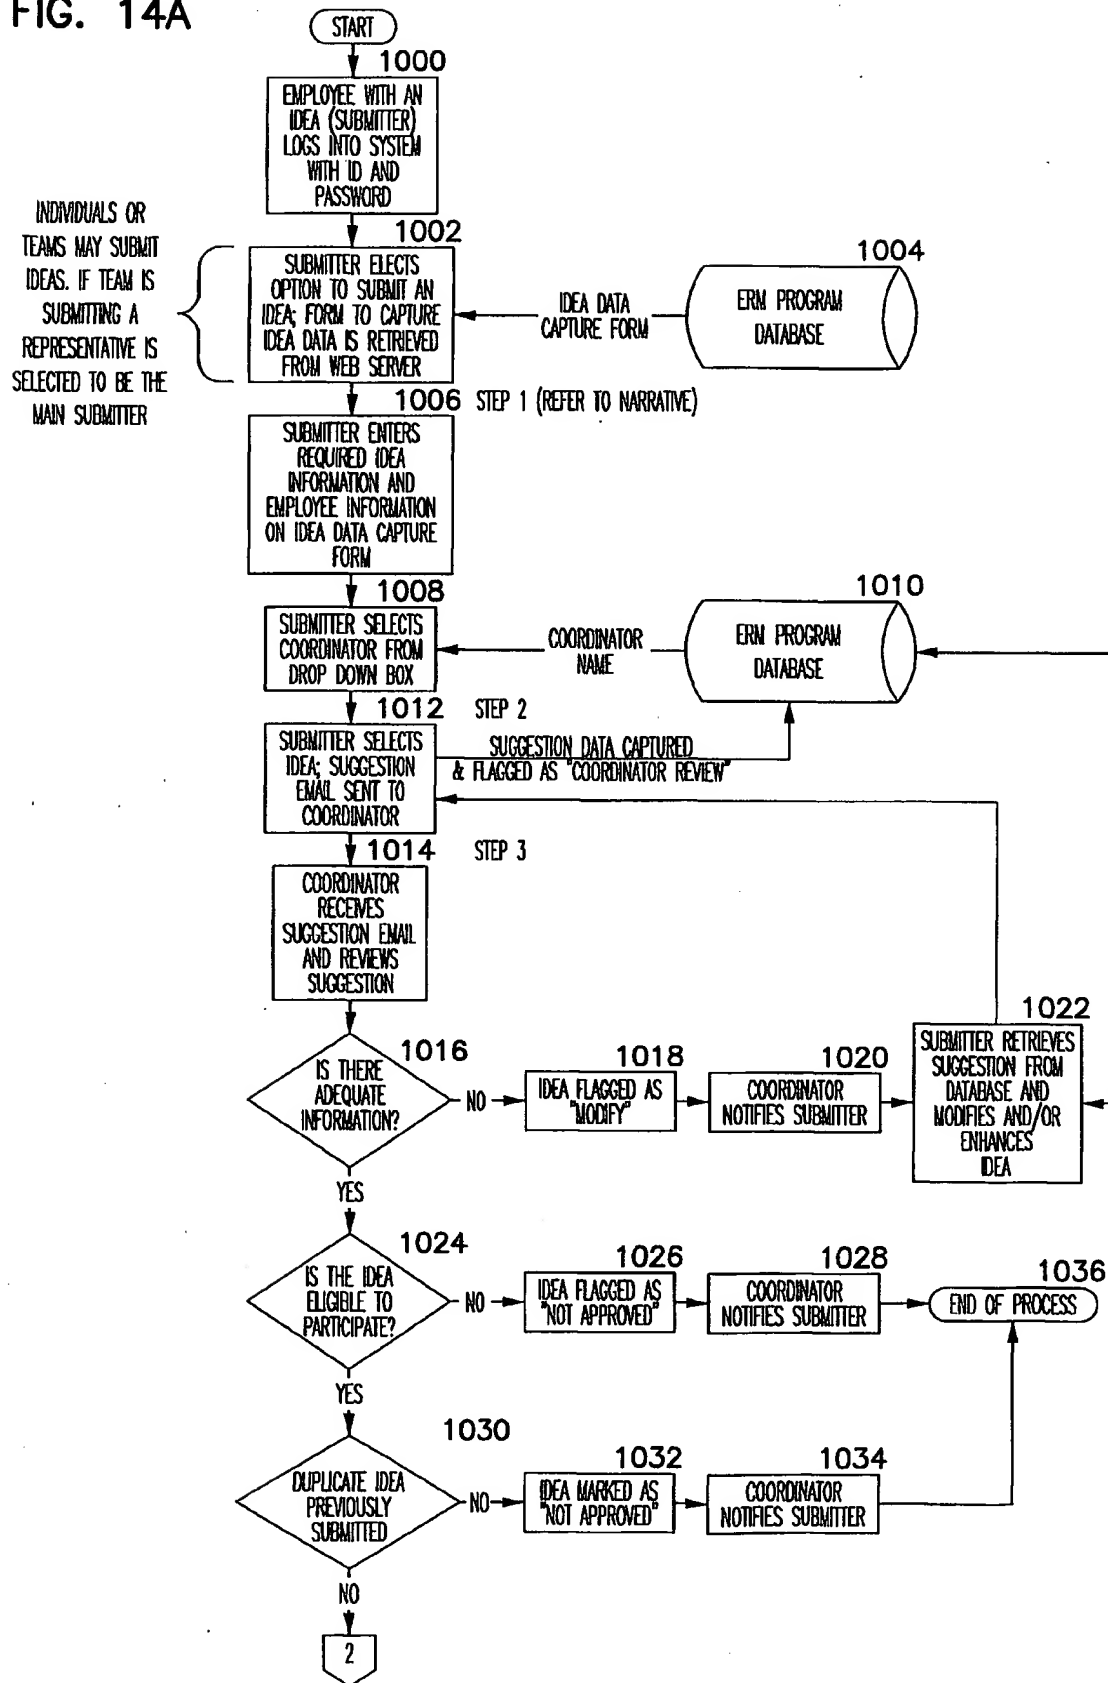 FIG. 14A
START
1000
EMPLOYEE WITH AN
IDEA (SUBMITTER)
LOGS INTO SYSTEM
WITH ID AND
PASSWORD
INDIVIDUALS OR
TEAMS MAY SUBMIT
IDEAS. IF TEAM IS
SUBMITTING A
REPRESENTATIVE IS
SELECTED TO BE THE
MAIN SUBMITTER
1002
SUBMITTER ELECTS
OPTION TO SUBMIT AN
IDEA; FORM TO CAPTURE
IDEA DATA IS RETRIEVED
FROM WEB SERVER
IDEA DATA
CAPTURE FORM
1004
ERM PROGRAM
DATABASE
1006 STEP 1 (REFER TO NARRATIVE)
SUBMITTER ENTERS
REQUIRED IDEA
INFORMATION AND
EMPLOYEE INFORMATION
ON IDEA DATA CAPTURE
FORM
1008
SUBMITTER SELECTS
COORDINATOR FROM
DROP DOWN BOX
COORDINATOR
NAME
1010
ERM PROGRAM
DATABASE
1012 STEP 2
SUBMITTER SELECTS
IDEA; SUGGESTION
EMAIL SENT TO
COORDINATOR
SUGGESTION DATA CAPTURED
& FLAGGED AS "COORDINATOR REVIEW"
1014 STEP 3
COORDINATOR
RECEIVES
SUGGESTION EMAIL
AND REVIEWS
SUGGESTION
1016
IS THERE
ADEQUATE
INFORMATION?
NO
1018
IDEA FLAGGED AS
"MODIFY"
1020
COORDINATOR
NOTIFIES SUBMITTER
1022
SUBMITTER RETRIEVES
SUGGESTION FROM
DATABASE AND
MODIFIES AND/OR
ENHANCES
IDEA
YES
1024
IS THE IDEA
ELIGIBLE TO
PARTICIPATE?
NO
1026
IDEA FLAGGED AS
"NOT APPROVED"
1028
COORDINATOR
NOTIFIES SUBMITTER
1036
END OF PROCESS
YES
1030
DUPLICATE IDEA
PREVIOUSLY
SUBMITTED
NO
1032
IDEA MARKED AS
"NOT APPROVED"
1034
COORDINATOR
NOTIFIES SUBMITTER
NO
2